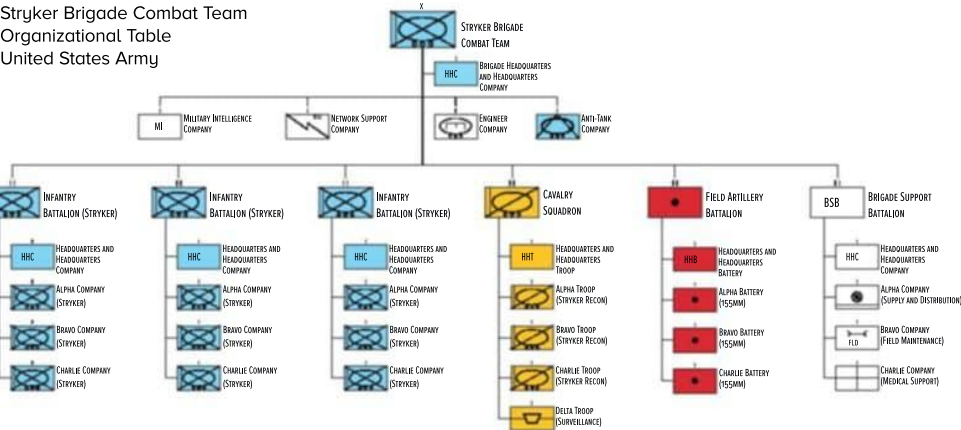 Stryker Brigade Combat Team
Organizational Table
United States Army
X
STRYKER BRIGADE
COMBAT TEAM
HHC
BRIGADE HEADQUARTERS
AND HEADQUARTERS
COMPANY
MI
MILITARY INTELLIGENCE
COMPANY
NETWORK SUPPORT
COMPANY
ENGINEER
COMPANY
ANTI-TANK
COMPANY
INFANTRY
BATTALION (STRYKER)
INFANTRY
BATTALION (STRYKER)
INFANTRY
BATTALION (STRYKER)
CAVALRY
SQUADRON
FIELD ARTILLERY
BATTALION
BSB
BRIGADE SUPPORT
BATTALION
HHC
HEADQUARTERS AND
HEADQUARTERS
COMPANY
ALPHA COMPANY
(STRYKER)
BRAVO COMPANY
(STRYKER)
CHARLIE COMPANY
(STRYKER)
HHC
HEADQUARTERS AND
HEADQUARTERS
COMPANY
ALPHA COMPANY
(STRYKER)
BRAVO COMPANY
(STRYKER)
CHARLIE COMPANY
(STRYKER)
HHC
HEADQUARTERS AND
HEADQUARTERS
COMPANY
ALPHA COMPANY
(STRYKER)
BRAVO COMPANY
(STRYKER)
CHARLIE COMPANY
(STRYKER)
HHT
HEADQUARTERS AND
HEADQUARTERS
TROOP
ALPHA TROOP
(STRYKER RECON)
BRAVO TROOP
(STRYKER RECON)
CHARLIE TROOP
(STRYKER RECON)
DELTA TROOP
(SURVEILLANCE)
HHB
HEADQUARTERS AND
HEADQUARTERS
BATTERY
ALPHA BATTERY
(155MM)
BRAVO BATTERY
(155MM)
CHARLIE BATTERY
(155MM)
HHC
HEADQUARTERS AND
HEADQUARTERS
COMPANY
ALPHA COMPANY
(SUPPLY AND DISTRIBUTION)
FLD
BRAVO COMPANY
(FIELD MAINTENANCE)
CHARLIE COMPANY
(MEDICAL SUPPORT)